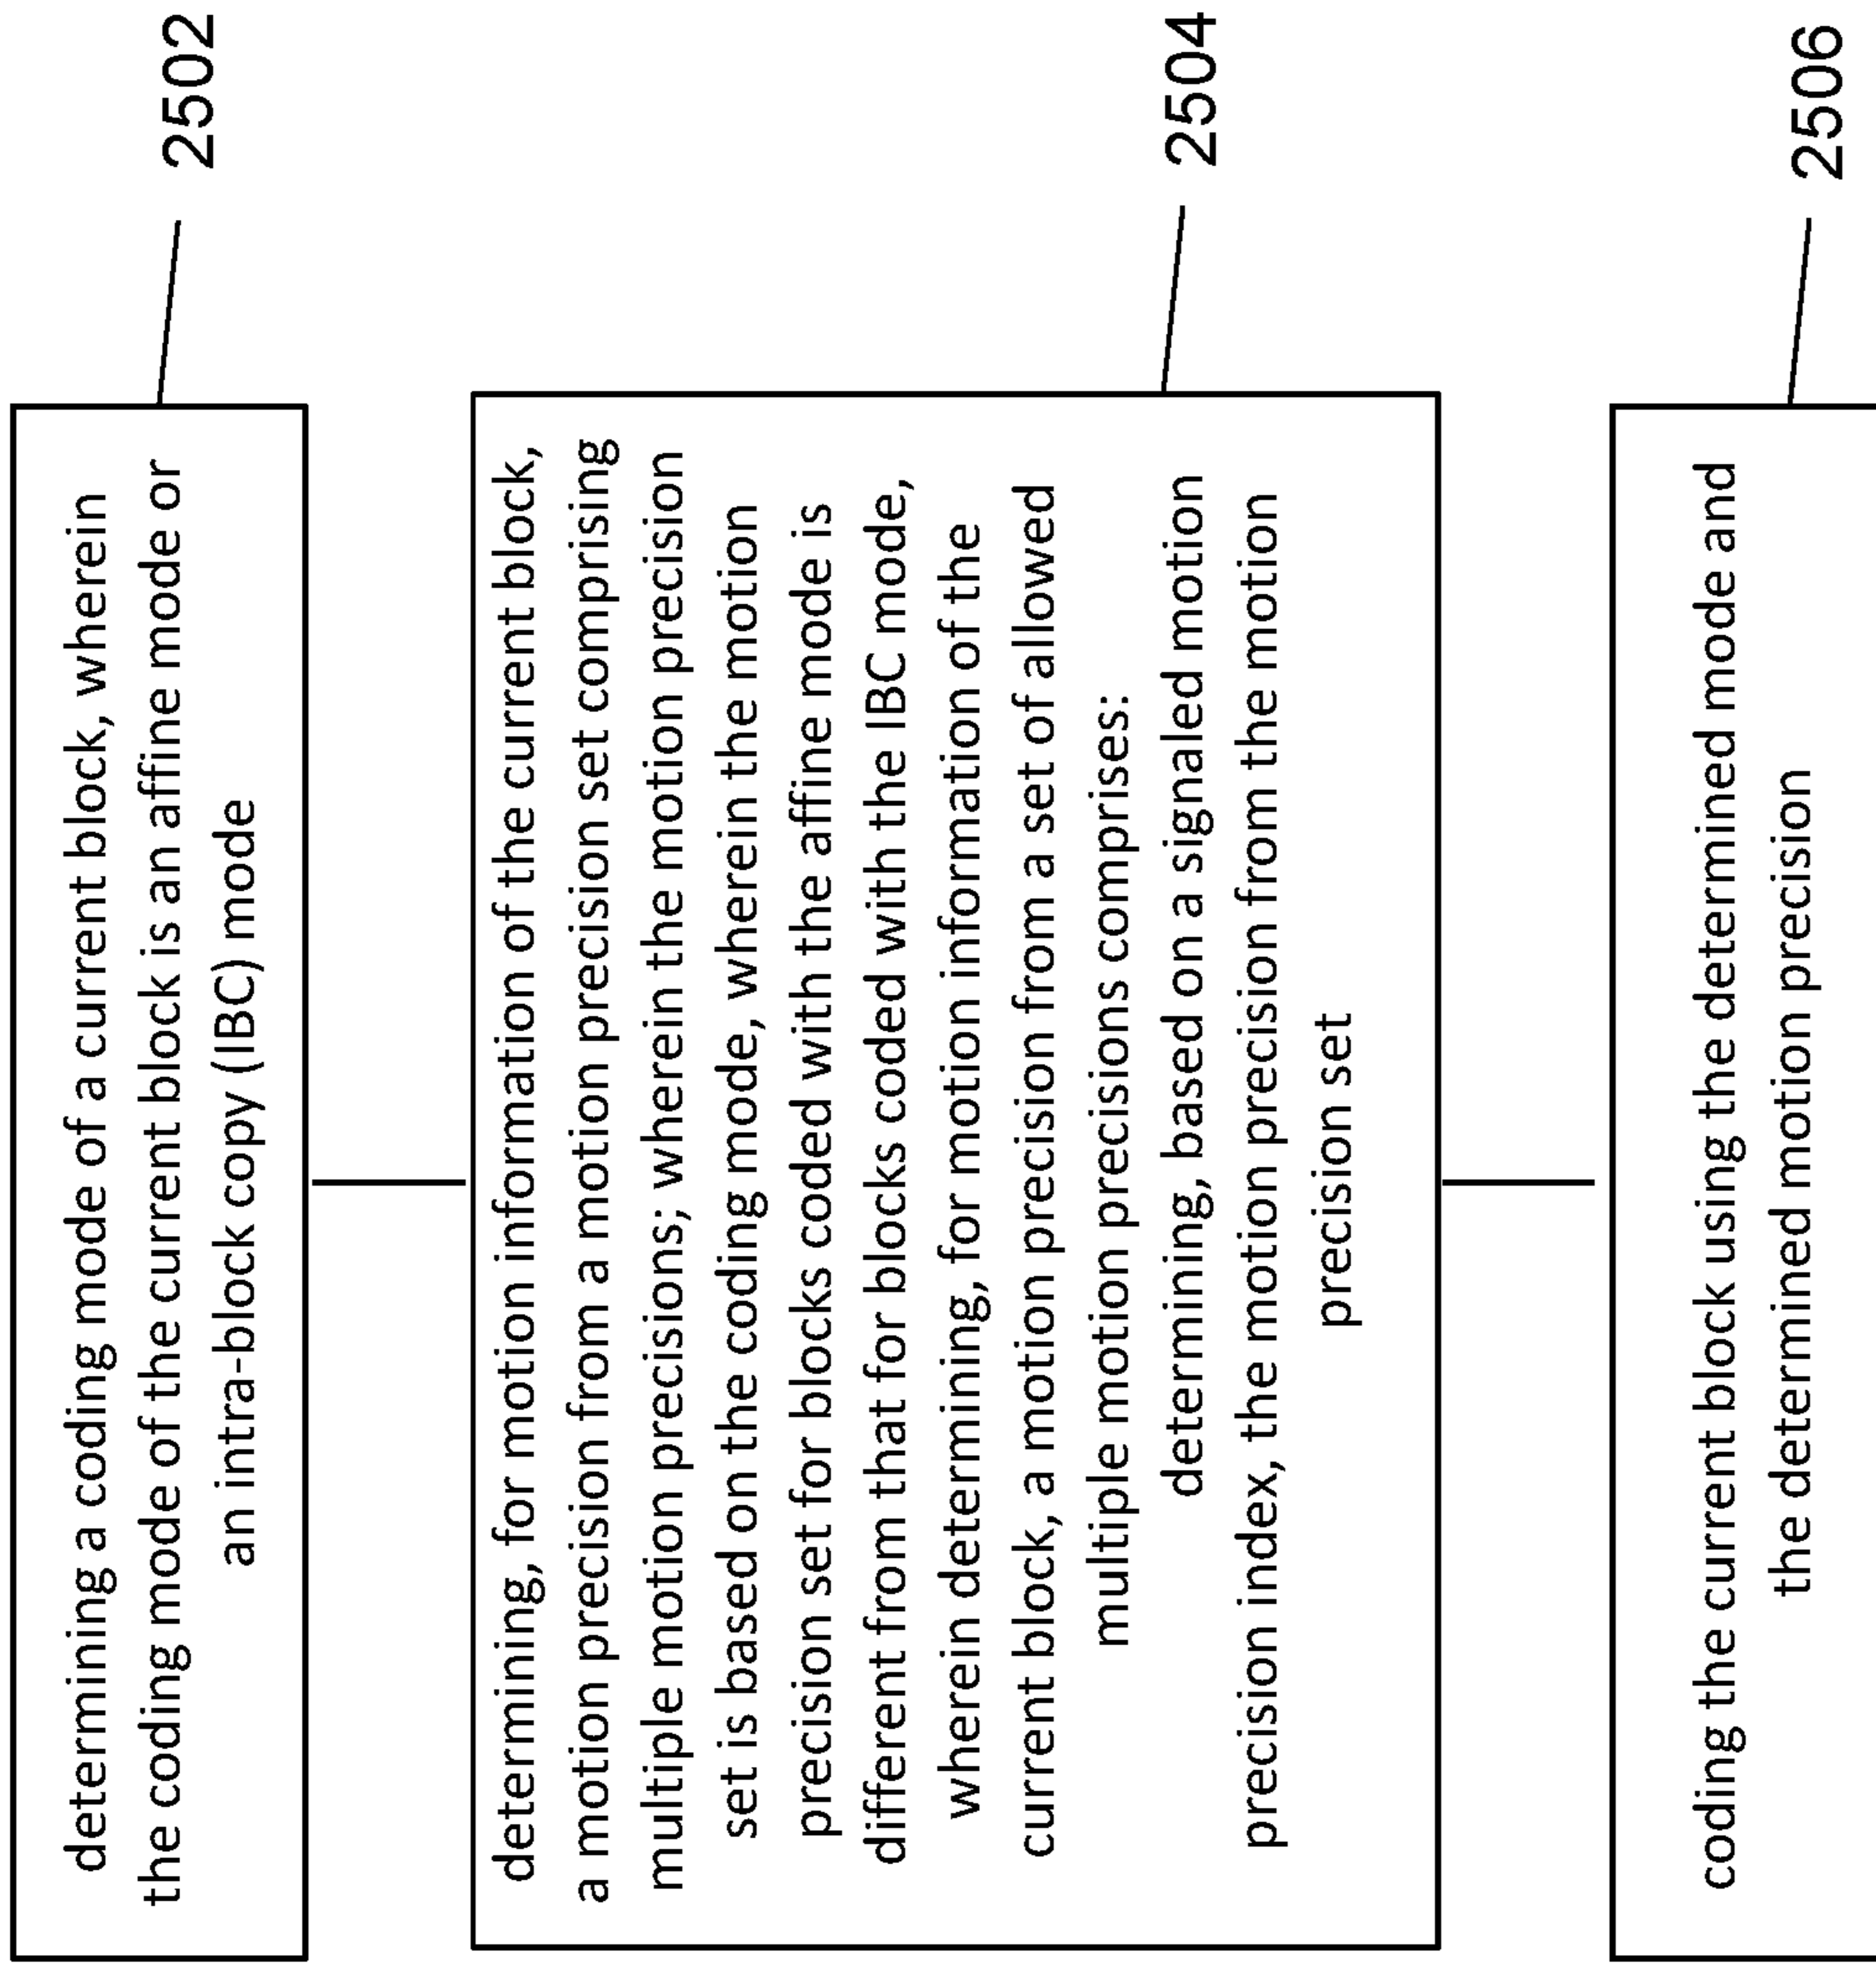 determining a coding mode of a current block, wherein
the coding mode of the current block is an affine mode or
an intra-block copy (IBC) mode
2502
determining, for motion information of the current block,
a motion precision from a motion precision set comprising
multiple motion precisions; wherein the motion precision
set is based on the coding mode, wherein the motion
precision set for blocks coded with the affine mode is
different from that for blocks coded with the IBC mode,
wherein determining, for motion information of the
current block, a motion precision from a set of allowed
multiple motion precisions comprises:
determining, based on a signaled motion
precision index, the motion precision from the motion
precision set
2504
coding the current block using the determined mode and
the determined motion precision
2506